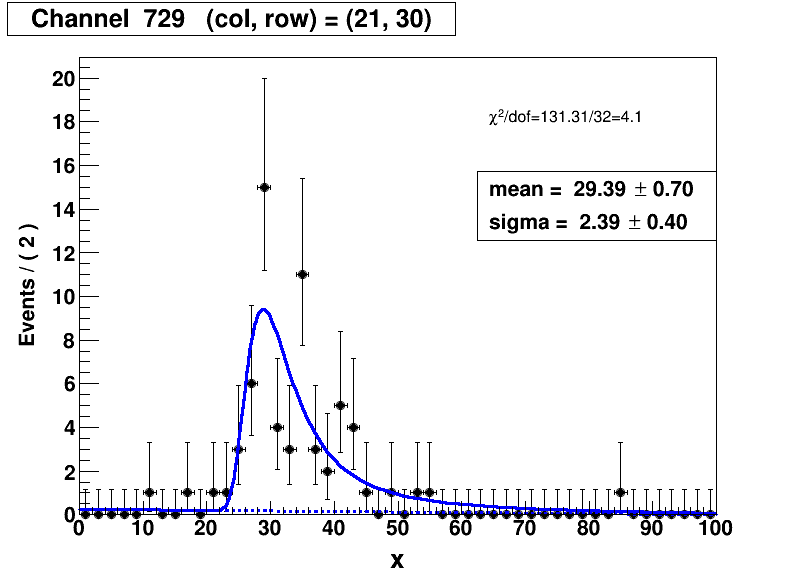 Channel  729   (col, row) = (21, 30)
χ²/dof=131.31/32=4.1
mean =  29.39 ± 0.70
sigma =  2.39 ± 0.40
Events / ( 2 )
20
18
16
14
12
10
8
6
4
2
0
0 10 20 30 40 50 60 70 80 90 100
x